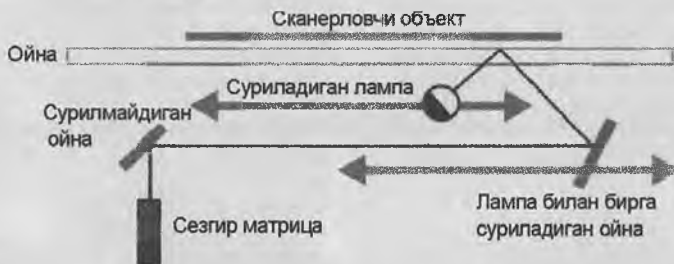 Сканерловчи объект
Ойна
Суриладиган лампа
Сурилмайдиган
ойна
Лампа билан бирга
суриладиган ойна
Сезгир матрица